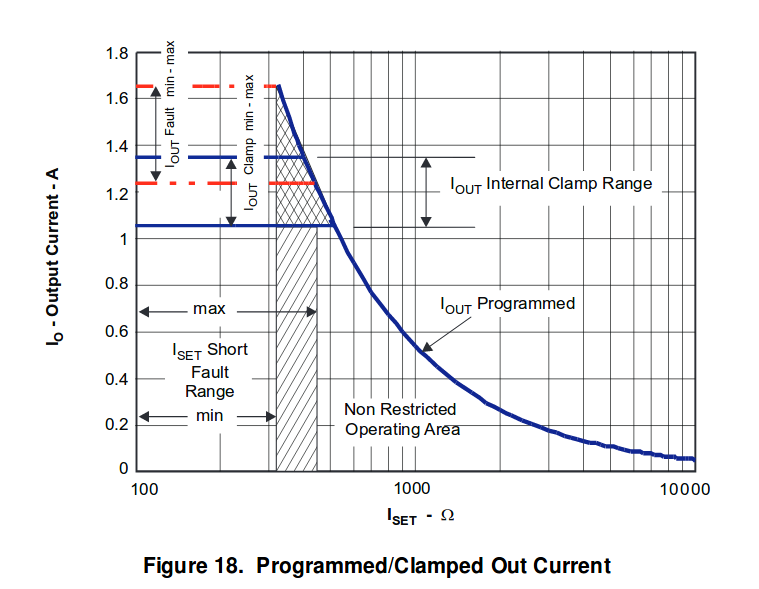 1.8
1.6
1.4
1.2
1
0.8
0.6
0.4
0.2
0
IO - Output Current - A
IOUT Fault min - max
IOUT Clamp min - max
IOUT Internal Clamp Range
IOUT Programmed
max
ISET Short
Fault
Range
min
Non Restricted
Operating Area
100 1000 10000
ISET - Ω
Figure 18. Programmed/Clamped Out Current